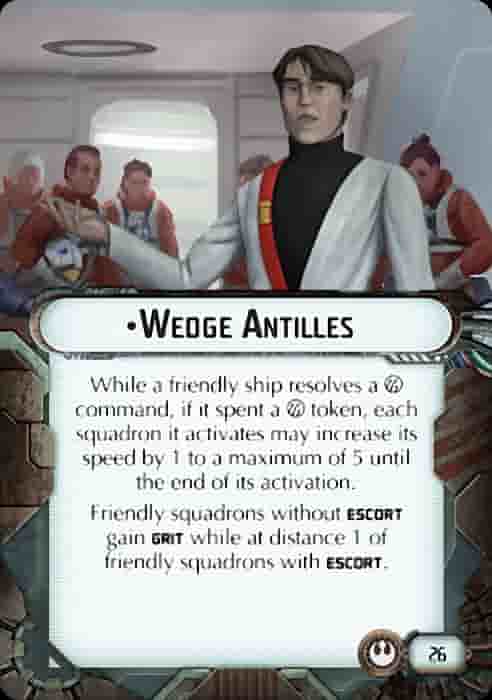 •Wedge Antilles
While a friendly ship resolves a
command, if it spent a token, each
squadron it activates may increase its
speed by 1 to a maximum of 5 until
the end of its activation.
Friendly squadrons without ESCORT
gain GRIT while at distance 1 of
friendly squadrons with ESCORT.
26